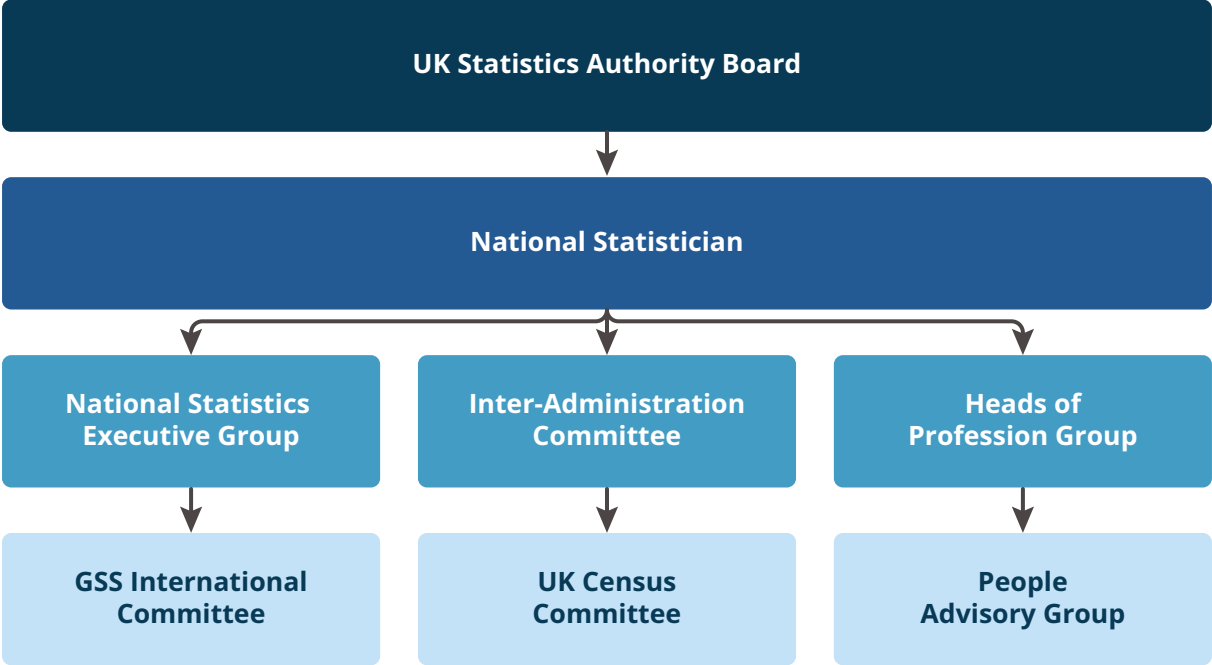 UK Statistics Authority Board
National Statistician
National Statistics
Executive Group
Inter-Administration
Committee
Heads of
Profession Group
GSS International
Committee
UK Census
Committee
People
Advisory Group